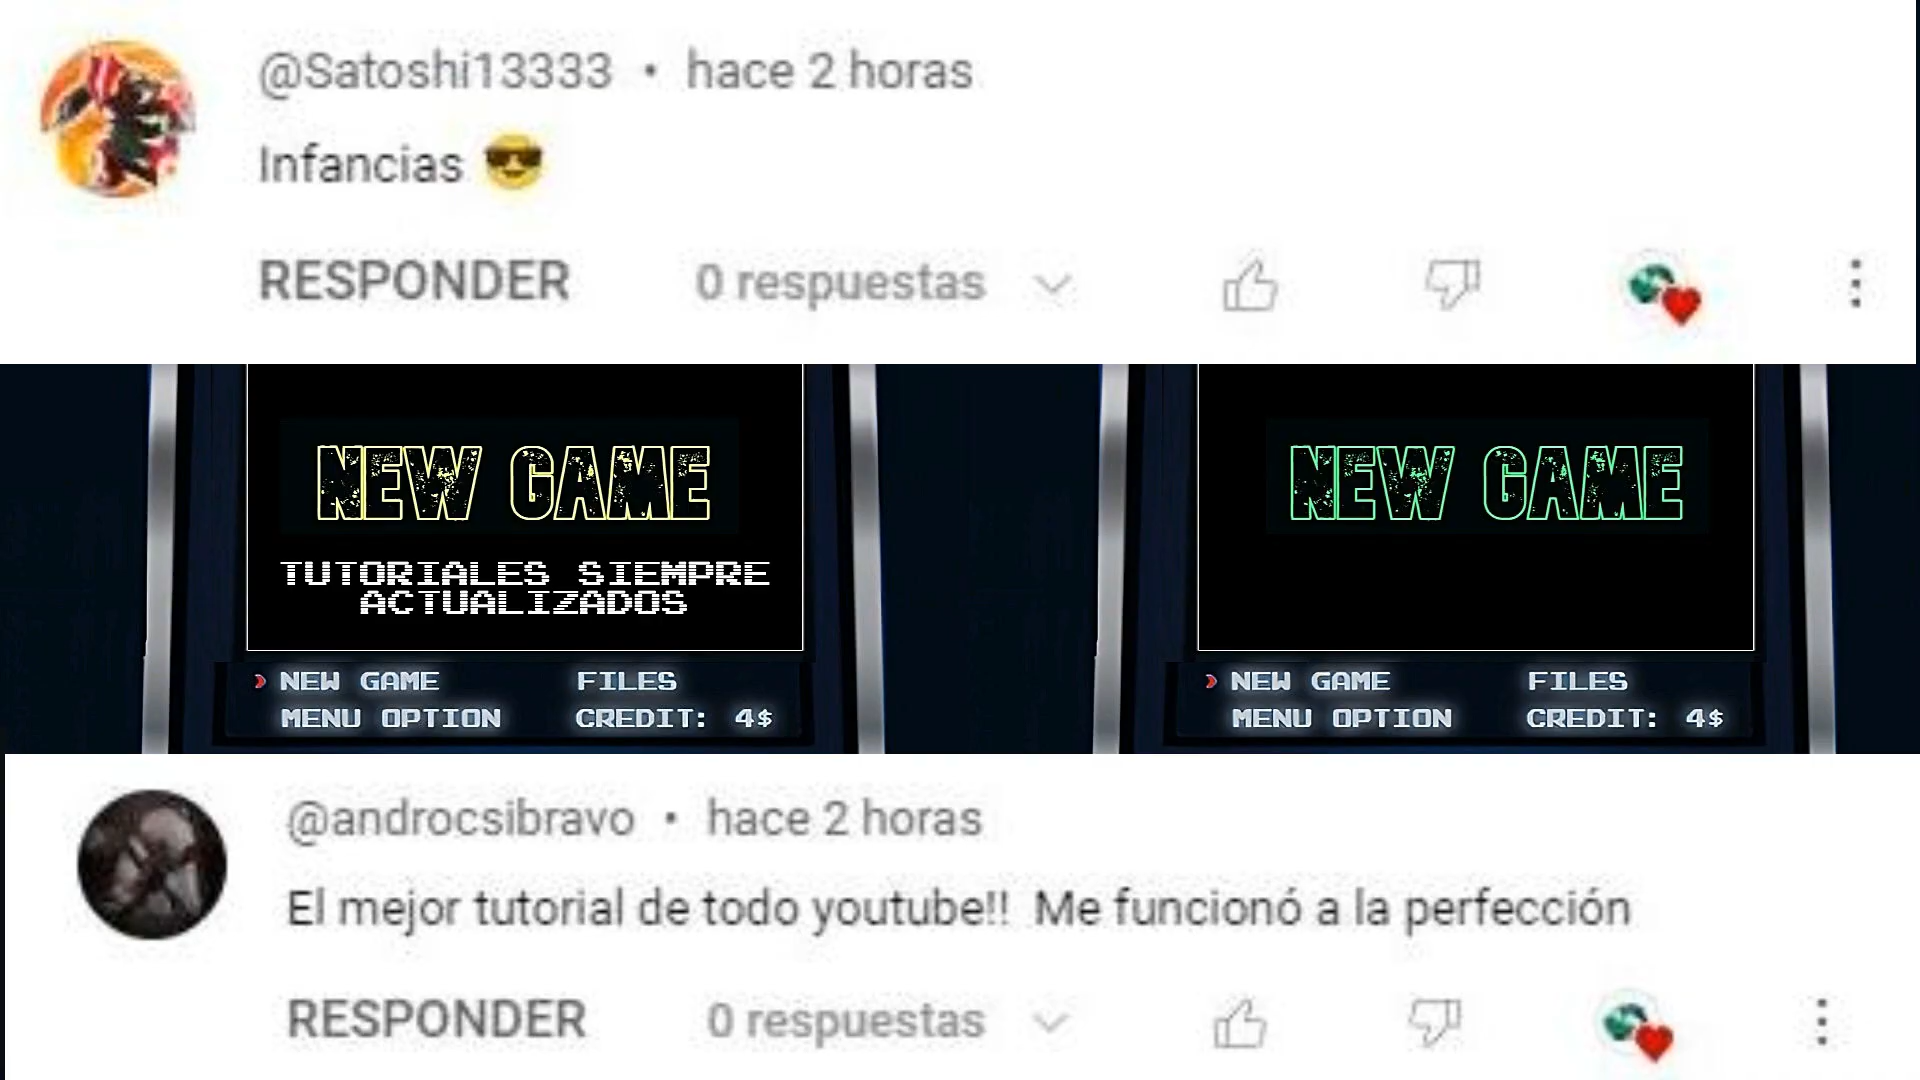 @Satoshi13333 • hace 2 horas
Infancias 😎
RESPONDER 0 respuestas
NEW GAME
TUTORIALES SIEMPRE
ACTUALIZADOS
› NEW GAME FILES
MENU OPTION CREDIT: 4$
NEW GAME
› NEW GAME FILES
MENU OPTION CREDIT: 4$
@androcsibravo • hace 2 horas
El mejor tutorial de todo youtube!! Me funcionó a la perfección
RESPONDER 0 respuestas